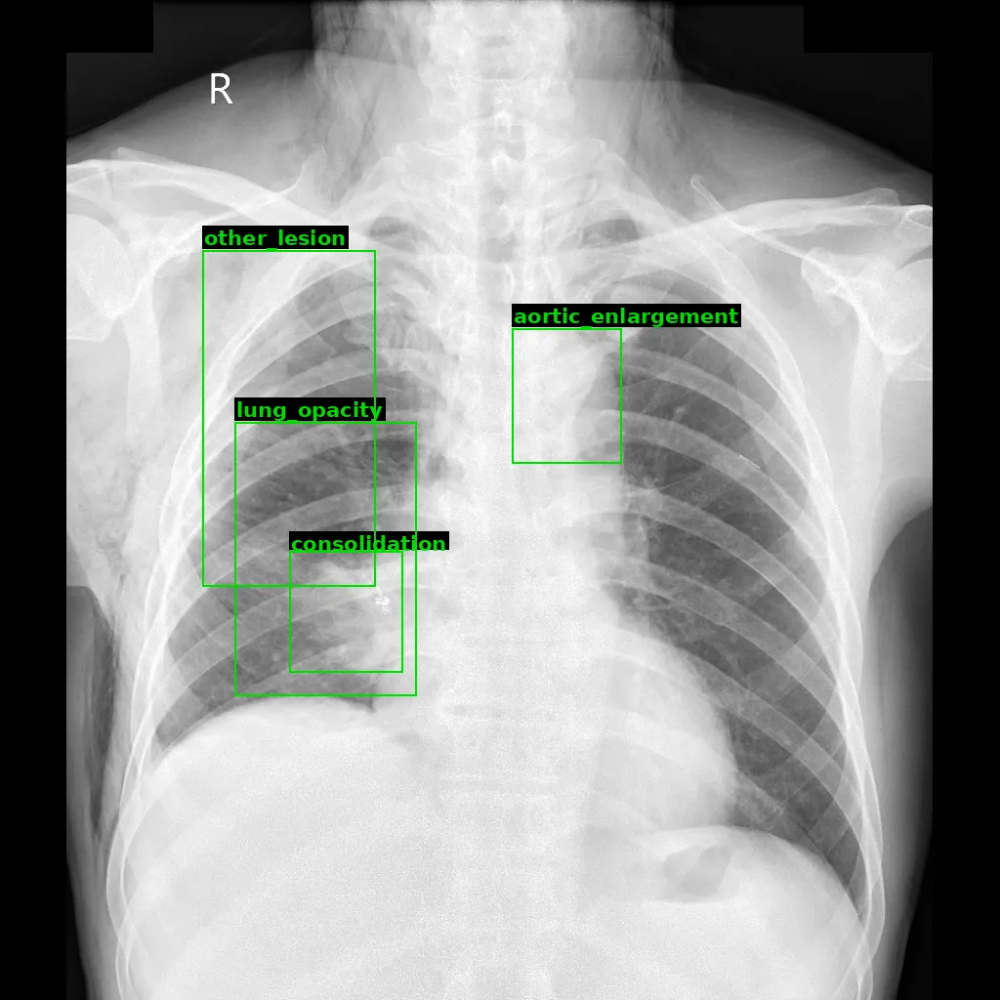 R
other_lesion
aortic_enlargement
lung_opacity
consolidation